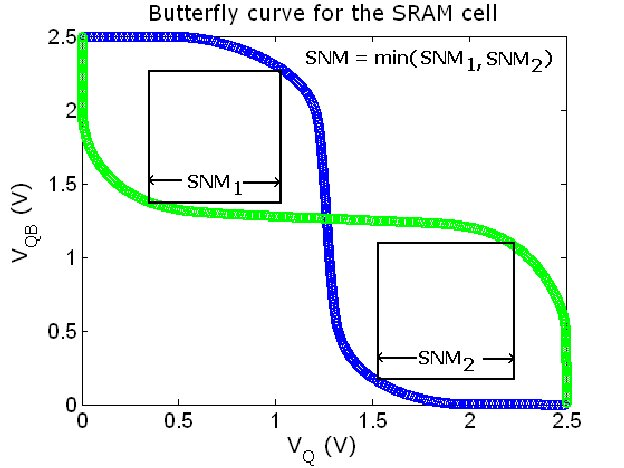 Butterfly curve for the SRAM cell
SNM = min(SNM1, SNM2)
2.5
2
1.5
1
0.5
0
VQB (V)
SNM1
SNM2
0
0.5
1
1.5
2
2.5
VQ (V)